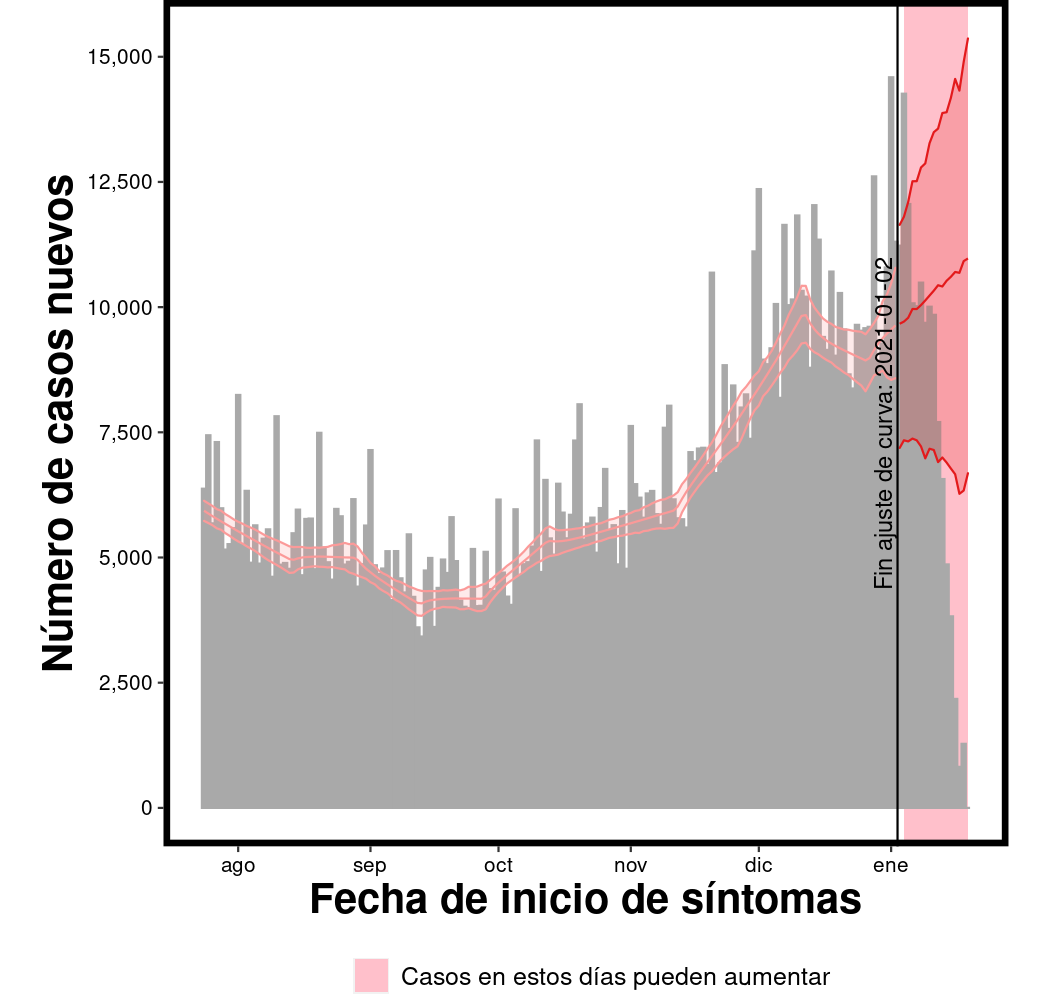 Número de casos nuevos
15,000
12,500
10,000
7,500
5,000
2,500
0
Fin ajuste de curva: 2021-01-02
ago
sep
oct
nov
dic
ene
Fecha de inicio de síntomas
Casos en estos días pueden aumentar